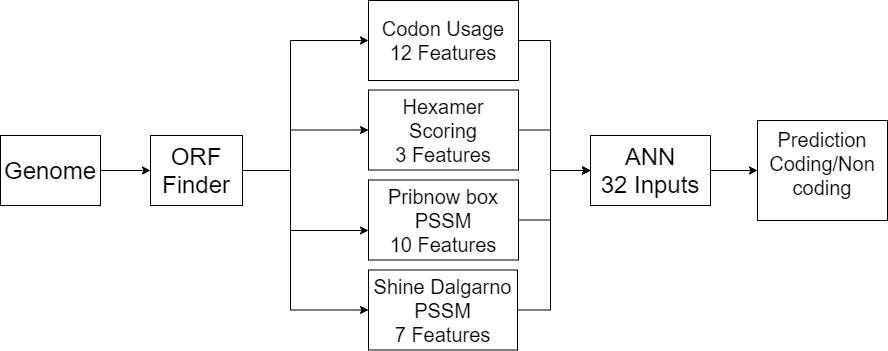 Genome
ORF
Finder
Codon Usage
12 Features
Hexamer
Scoring
3 Features
Pribnow box
PSSM
10 Features
Shine Dalgarno
PSSM
7 Features
ANN
32 Inputs
Prediction
Coding/Non
coding